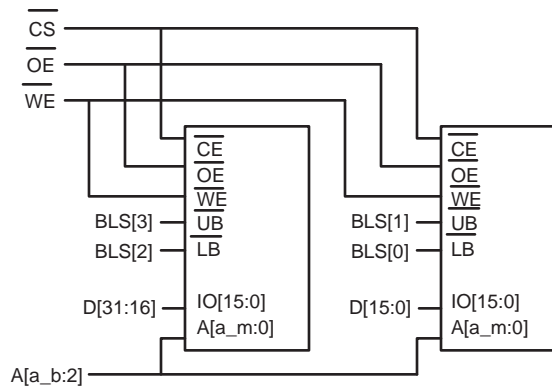 CS
OE
WE
CE
OE
WE
BLS[3] UB
BLS[2] LB
D[31:16] IO[15:0]
A[a_m:0]
CE
OE
WE
BLS[1] UB
BLS[0] LB
D[15:0] IO[15:0]
A[a_m:0]
A[a_b:2]